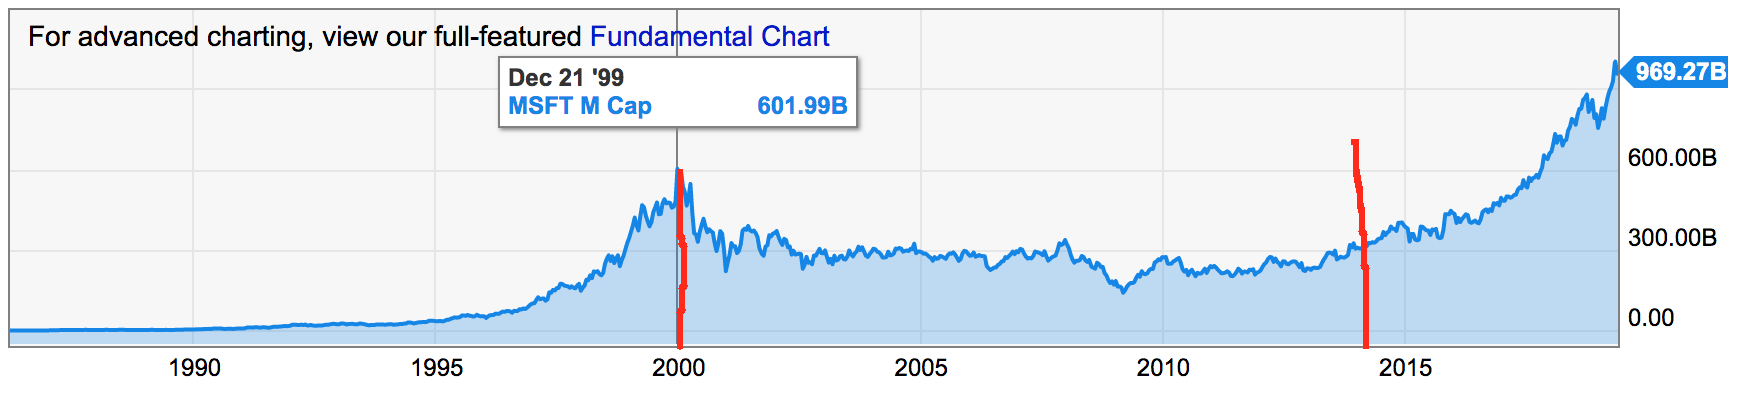 For advanced charting, view our full-featured Fundamental Chart
Dec 21 '99
MSFT M Cap 601.99B
969.27B
600.00B
300.00B
0.00
1990 1995 2000 2005 2010 2015